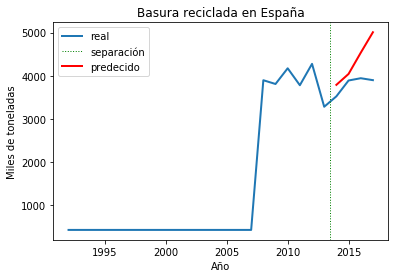 Basura reciclada en España
real
separación
predecido
5000
4000
3000
2000
1000
Miles de toneladas
1995
2000
2005
2010
2015
Año